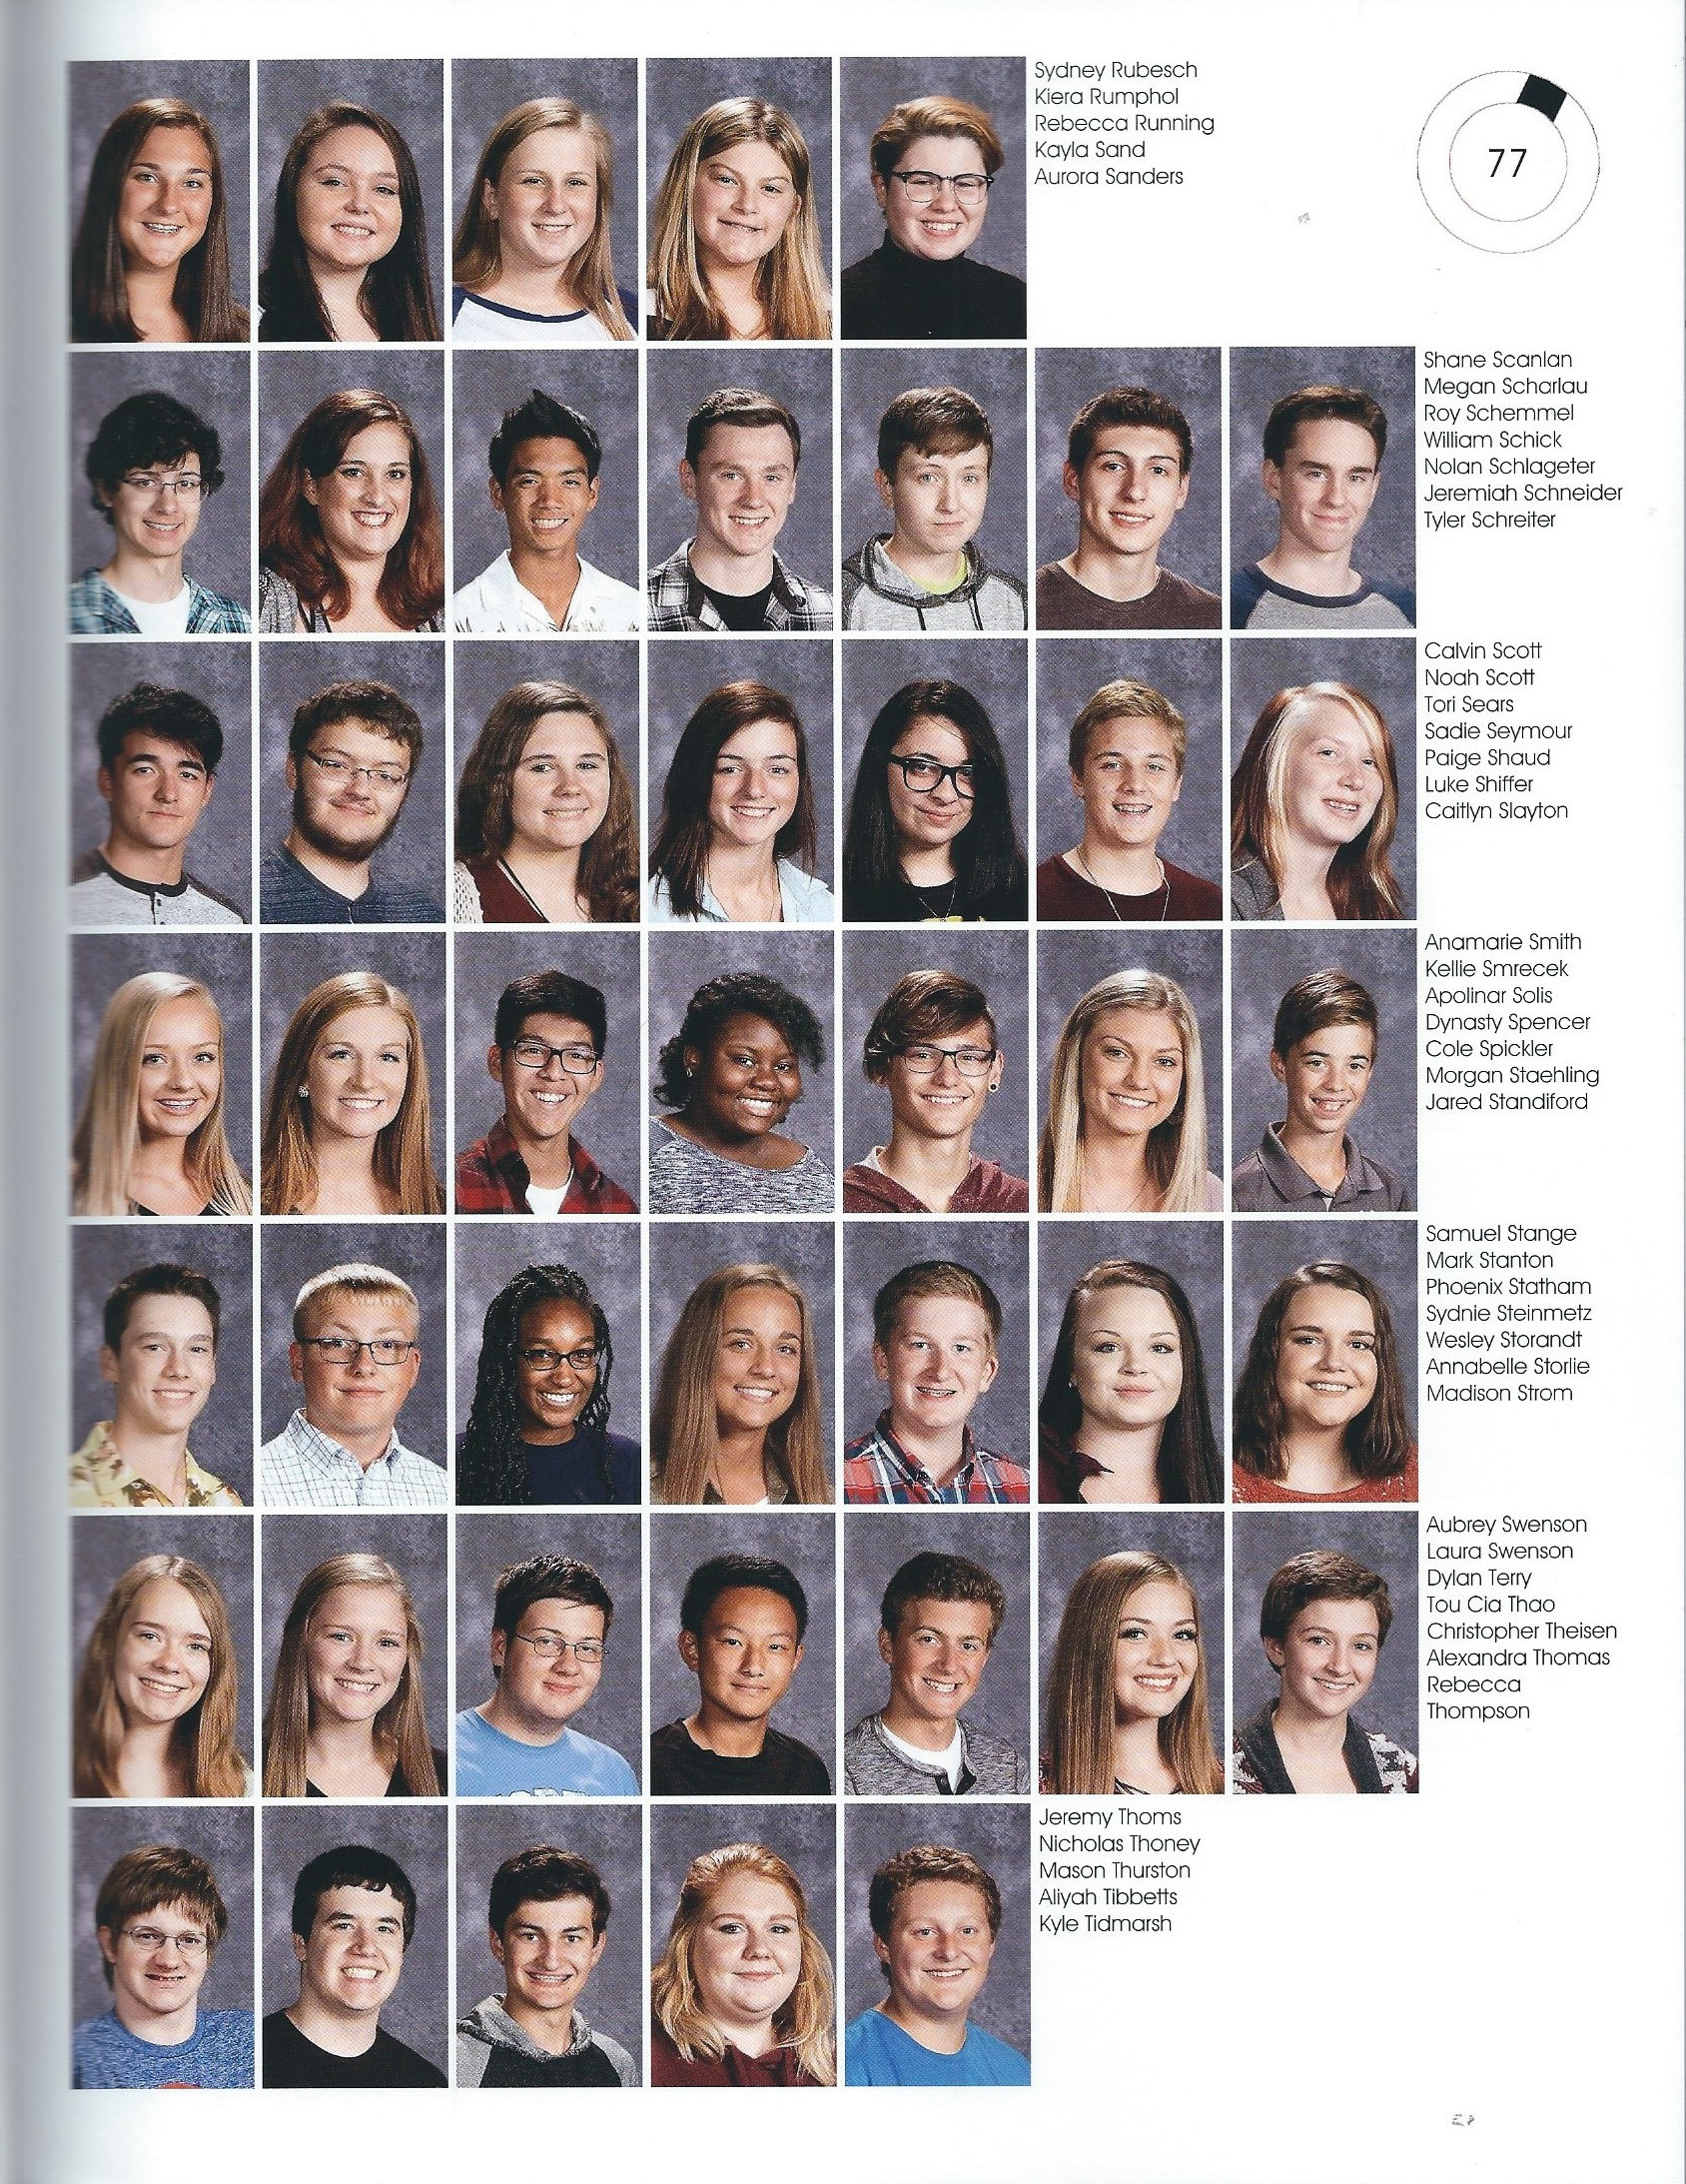 Sydney Rubesch
Kiera Rumphol
Rebecca Running
Kayla Sand
Aurora Sanders
77
Shane Scanlan
Megan Scharlau
Roy Schemmel
William Schick
Nolan Schlageter
Jeremiah Schneider
Tyler Schreiter
Calvin Scott
Noah Scott
Tori Sears
Sadie Seymour
Paige Shaud
Luke Shiffer
Caitlyn Slayton
Anamarie Smith
Kellie Smrecek
Apolinar Solis
Dynasty Spencer
Cole Spickler
Morgan Staehling
Jared Standiford
Samuel Stange
Mark Stanton
Phoenix Statham
Sydnie Steinmetz
Wesley Storandt
Annabelle Storlie
Madison Strom
Aubrey Swenson
Laura Swenson
Dylan Terry
Tou Cia Thao
Christopher Theisen
Alexandra Thomas
Rebecca
Thompson
Jeremy Thoms
Nicholas Thoney
Mason Thurston
Aliyah Tibbetts
Kyle Tidmarsh